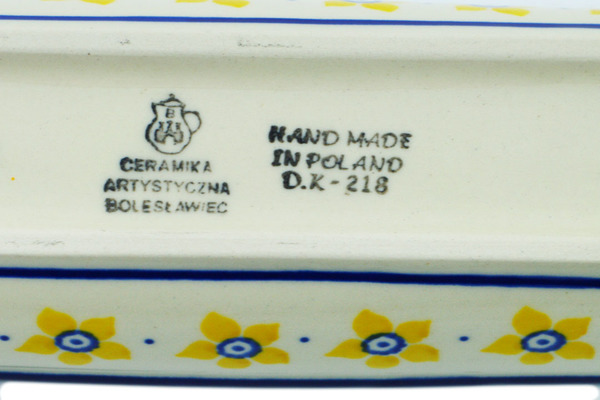 B
CERAMIKA
ARTYSTYCZNA
BOLESŁAWIEC
HAND MADE
IN POLAND
D.K-218